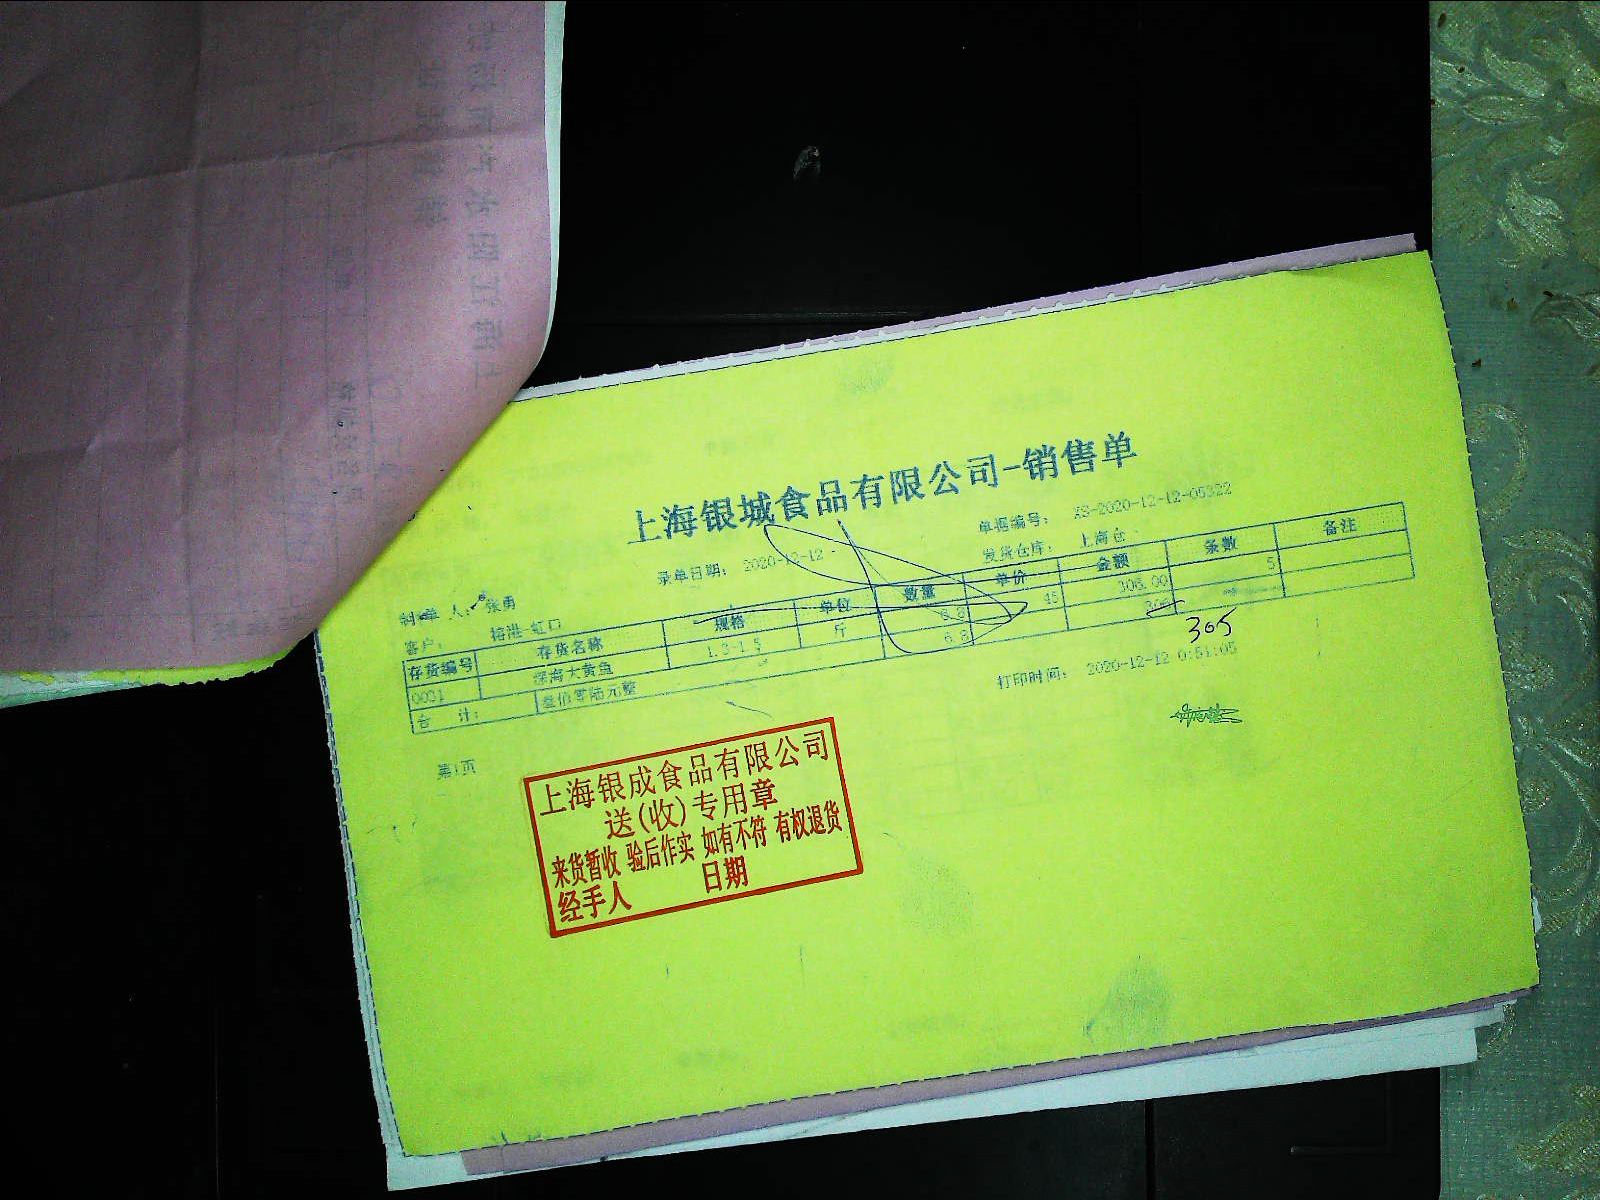 上海银城食品有限公司-销售单
单据编号： XS-2020-12-12-05322
录单日期： 2020-12-12
发货仓库： 上海仓
制单人： 张勇
客户：
存货编号 存货名称 规格 单位 数量 单价 金额 条数 备注
0031 深海大黄鱼 1.3-1.5 斤 6.8 45 306.00 5
合 计： 叁佰零陆元整 6.8 306
305
打印时间： 2020-12-12 0:51:05
第1页
上海银成食品有限公司
送(收)专用章
来货暂收 验后作实 如有不符 有权退货
经手人 日期